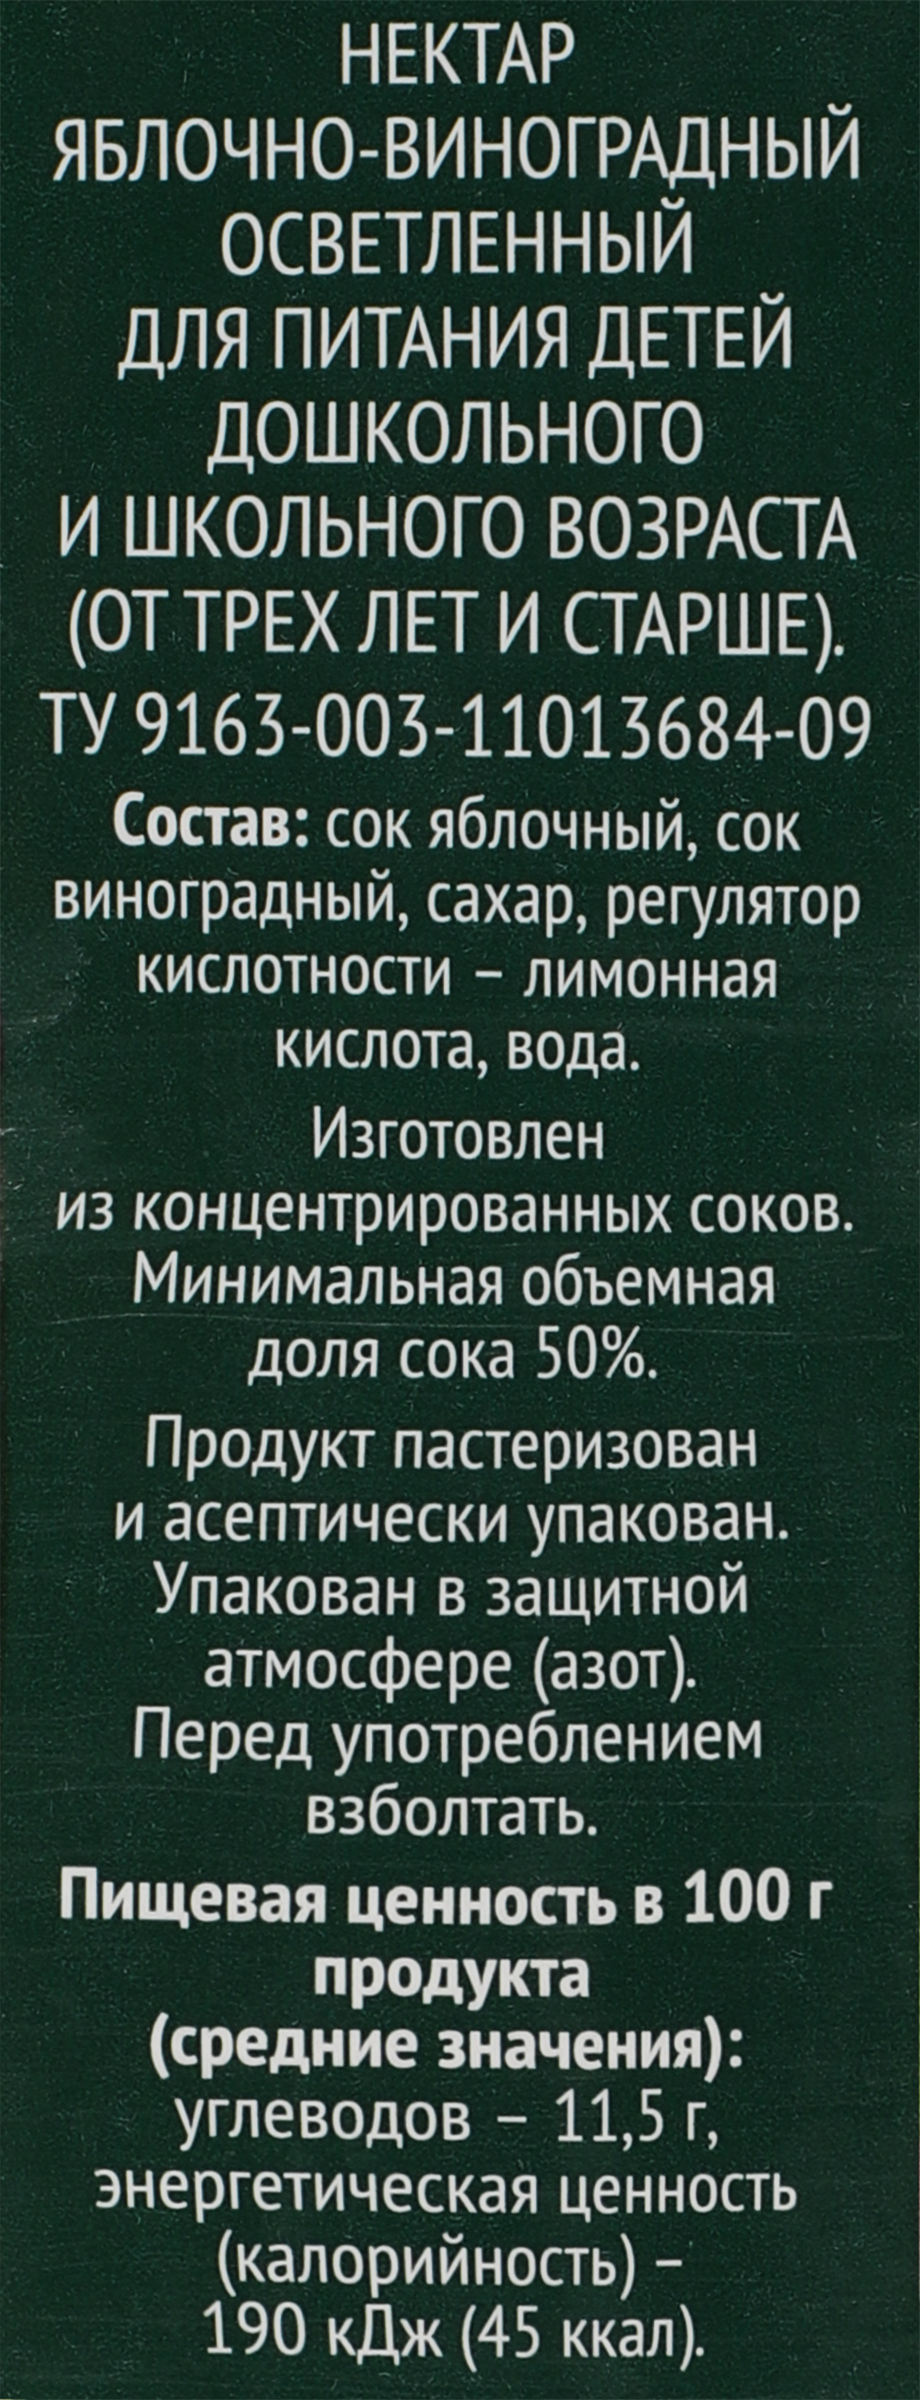 НЕКТАР
ЯБЛОЧНО-ВИНОГРАДНЫЙ
ОСВЕТЛЕННЫЙ
ДЛЯ ПИТАНИЯ ДЕТЕЙ
ДОШКОЛЬНОГО
И ШКОЛЬНОГО ВОЗРАСТА
(ОТ ТРЕХ ЛЕТ И СТАРШЕ).
ТУ 9163-003-11013684-09
Состав: сок яблочный, сок
виноградный, сахар, регулятор
кислотности – лимонная
кислота, вода.
Изготовлен
из концентрированных соков.
Минимальная объемная
доля сока 50%.
Продукт пастеризован
и асептически упакован.
Упакован в защитной
атмосфере (азот).
Перед употреблением
взболтать.
Пищевая ценность в 100 г
продукта
(средние значения):
углеводов – 11,5 г,
энергетическая ценность
(калорийность) –
190 кДж (45 ккал).